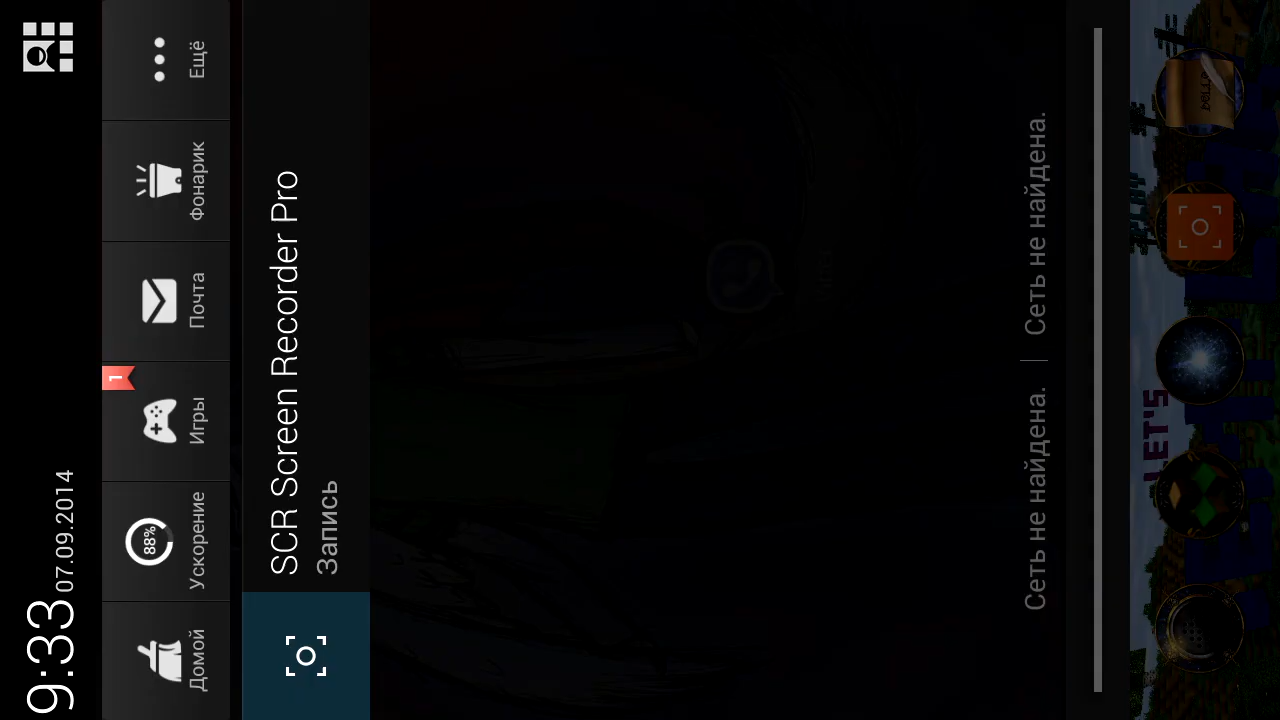 9:33 07.09.2014
1
88%
Домой Ускорение Игры Почта Фонарик Ещё
SCR Screen Recorder Pro
Запись
Сеть не найдена. Сеть не найдена.
LET'S